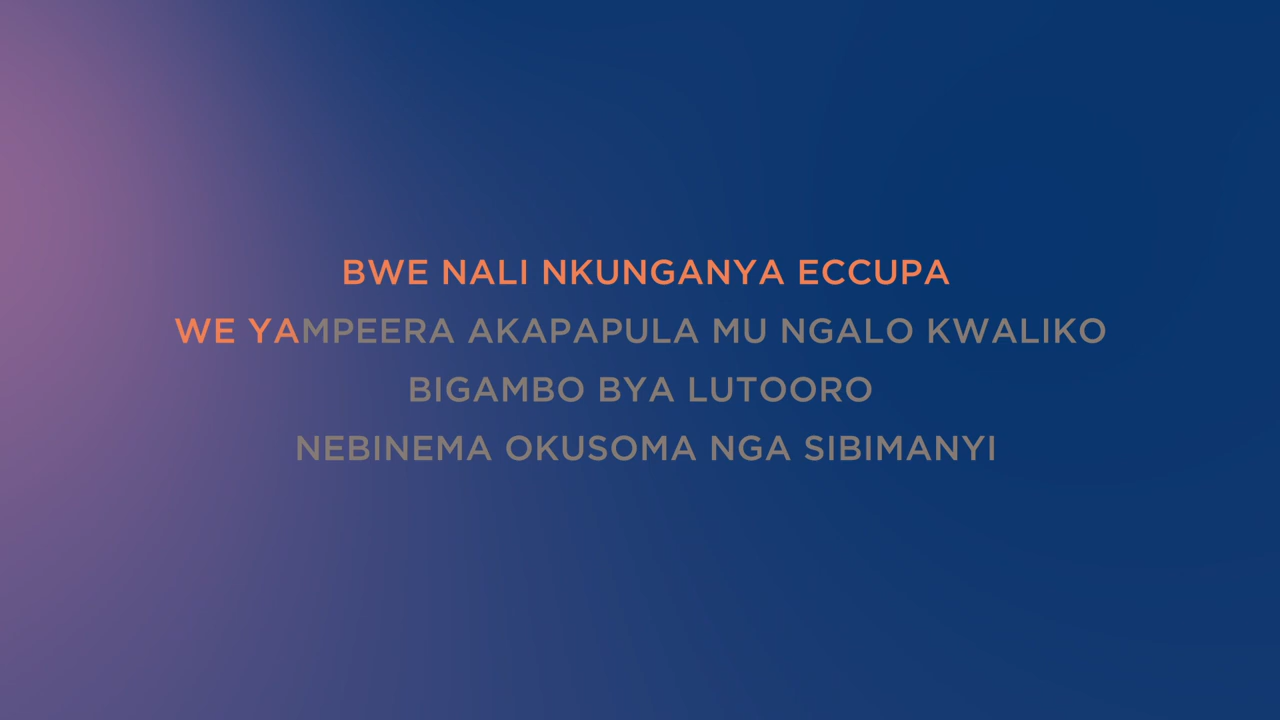 BWE NALI NKUNGANYA ECCUPA
WE YAMPEERA AKAPAPULA MU NGALO KWALIKO
BIGAMBO BYA LUTOORO
NEBINEMA OKUSOMA NGA SIBIMANYI